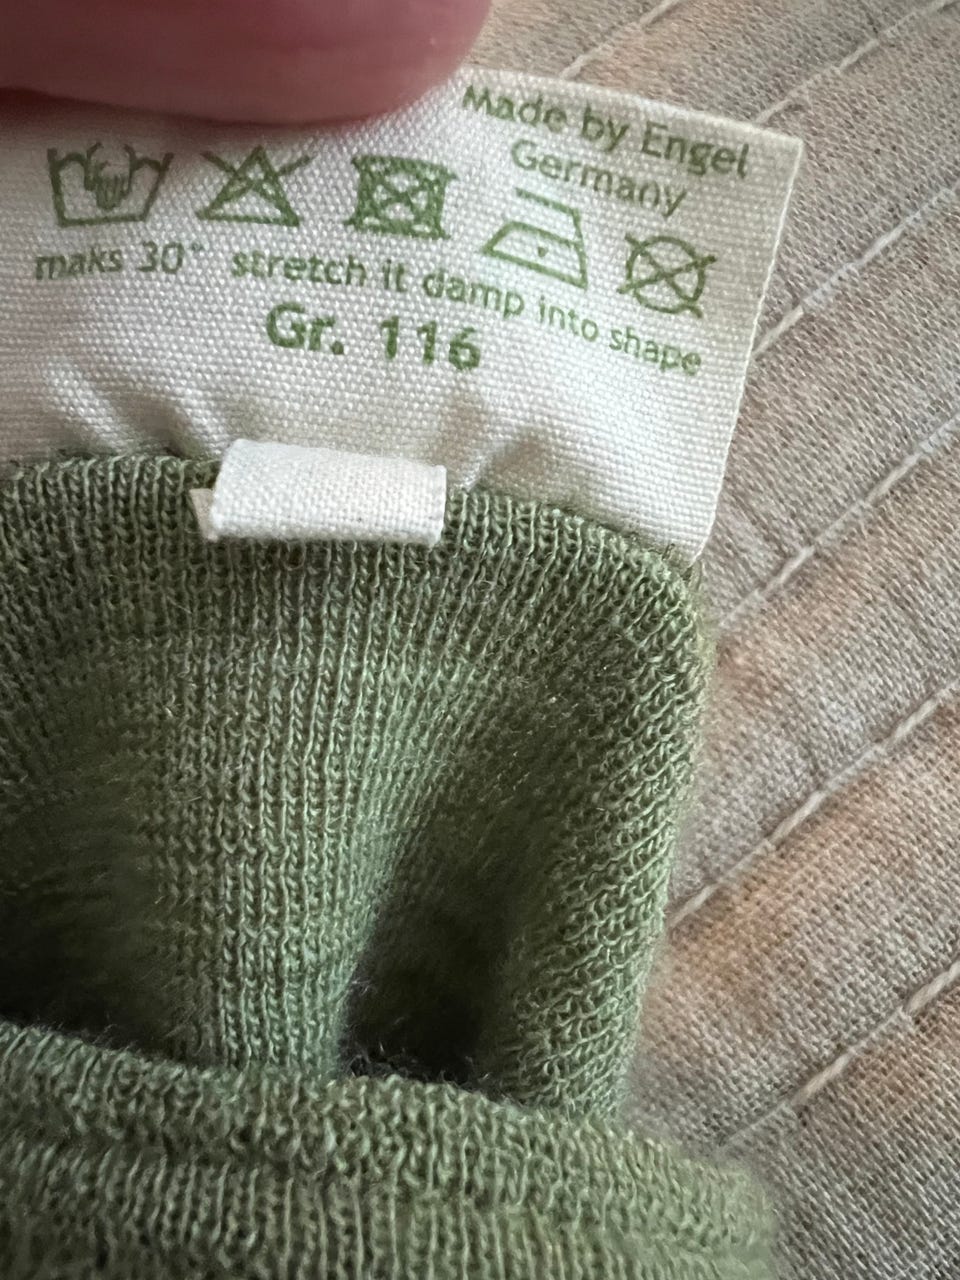 Made by Engel
Germany
maks 30° stretch it damp into shape
Gr. 116